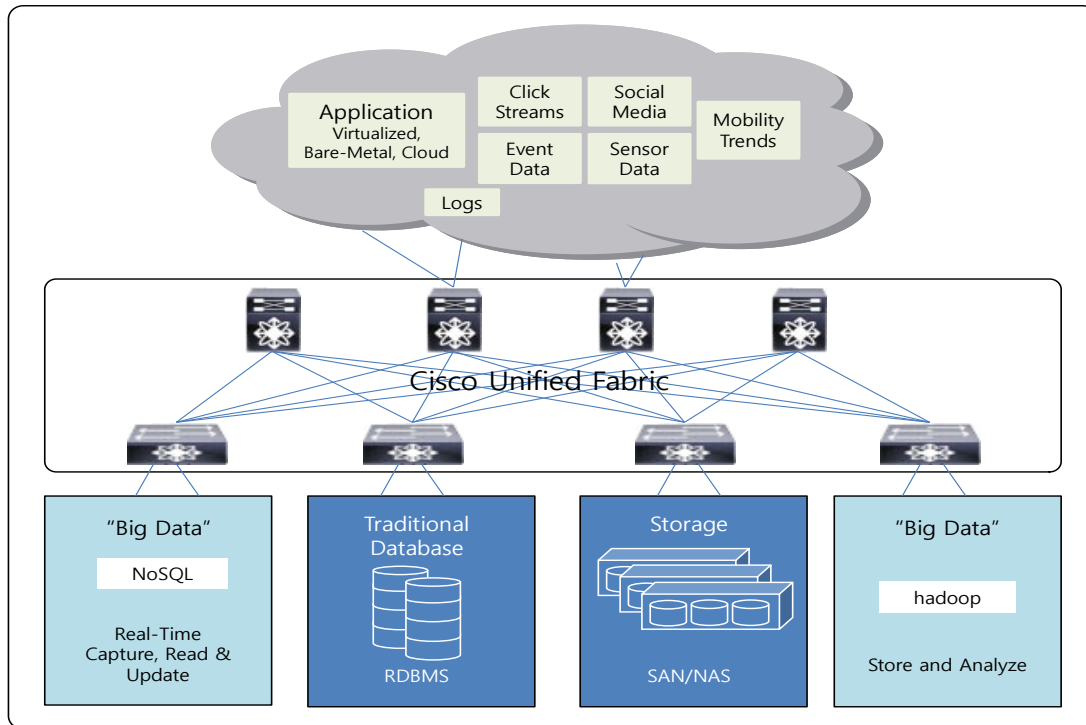 Application
Virtualized,
Bare-Metal, Cloud
Click
Streams
Social
Media
Mobility
Trends
Event
Data
Sensor
Data
Logs
Cisco Unified Fabric
“Big Data”
NoSQL
Real-Time
Capture, Read &
Update
Traditional
Database
RDBMS
Storage
SAN/NAS
“Big Data”
hadoop
Store and Analyze